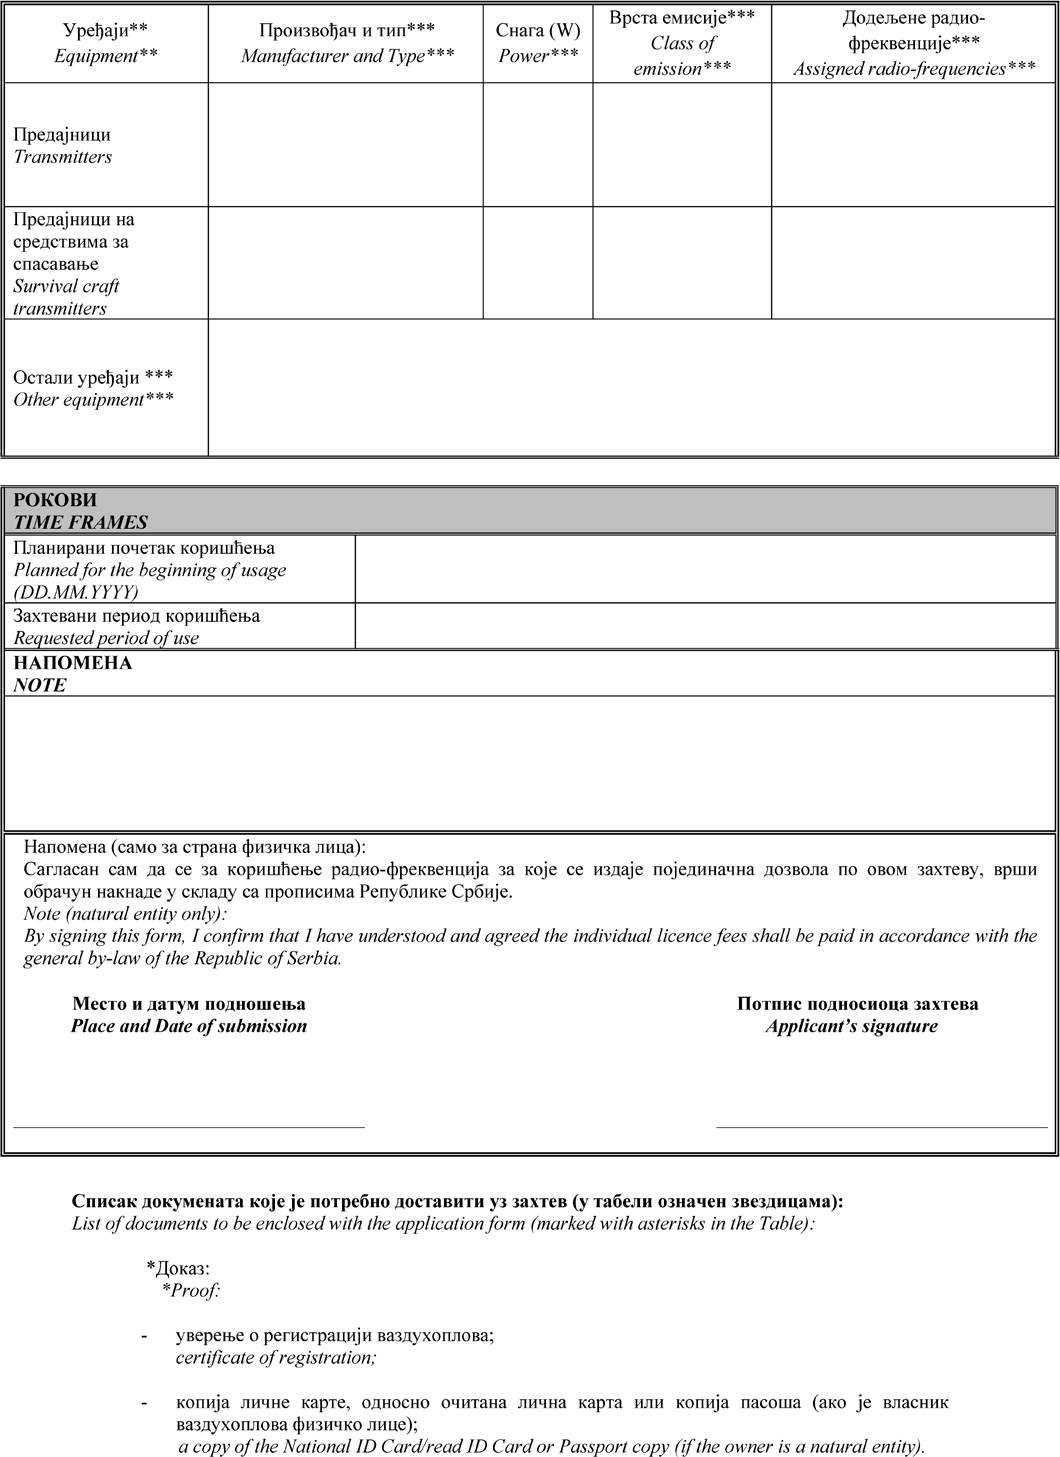 Уређаји**
Equipment**
Произвођач и тип***
Manufacturer and Type***
Снага (W)
Power***
Врста емисије***
Class of
emission***
Додељене радио-
фреквенције***
Assigned radio-frequencies***
Предајници
Transmitters
Предајници на
средствима за
спасавање
Survival craft
transmitters
Остали уређаји ***
Other equipment***
РОКОВИ
TIME FRAMES
Планирани почетак коришћења
Planned for the beginning of usage
(DD.MM.YYYY)
Захтевани период коришћења
Requested period of use
НАПОМЕНА
NOTE
Напомена (само за страна физичка лица):
Сагласан сам да се за коришћење радио-фреквенција за које се издаје појединачна дозвола по овом захтеву, врши
обрачун накнаде у складу са прописима Републике Србије.
Note (natural entity only):
By signing this form, I confirm that I have understood and agreed the individual licence fees shall be paid in accordance with the
general by-law of the Republic of Serbia.
Место и датум подношења
Place and Date of submission
Потпис подносиоца захтева
Applicant’s signature
Списак докумената које је потребно доставити уз захтев (у табели означен звездицама):
List of documents to be enclosed with the application form (marked with asterisks in the Table):
*Доказ:
*Proof:
- уверење о регистрацији ваздухоплова;
certificate of registration;
- копија личне карте, односно очитана лична карта или копија пасоша (ако је власник
ваздухоплова физичко лице);
a copy of the National ID Card/read ID Card or Passport copy (if the owner is a natural entity).